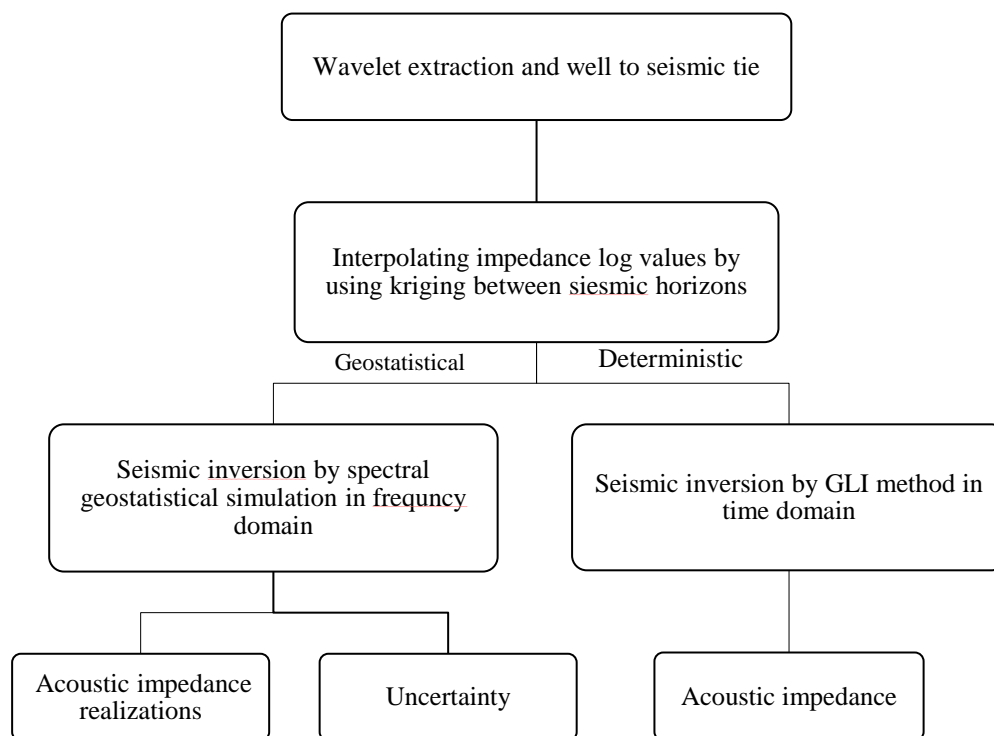 Wavelet extraction and well to seismic tie
Interpolating impedance log values by
using kriging between siesmic horizons
Geostatistical
Deterministic
Seismic inversion by spectral
geostatistical simulation in frequncy
domain
Seismic inversion by GLI method in
time domain
Acoustic impedance
realizations
Uncertainty
Acoustic impedance